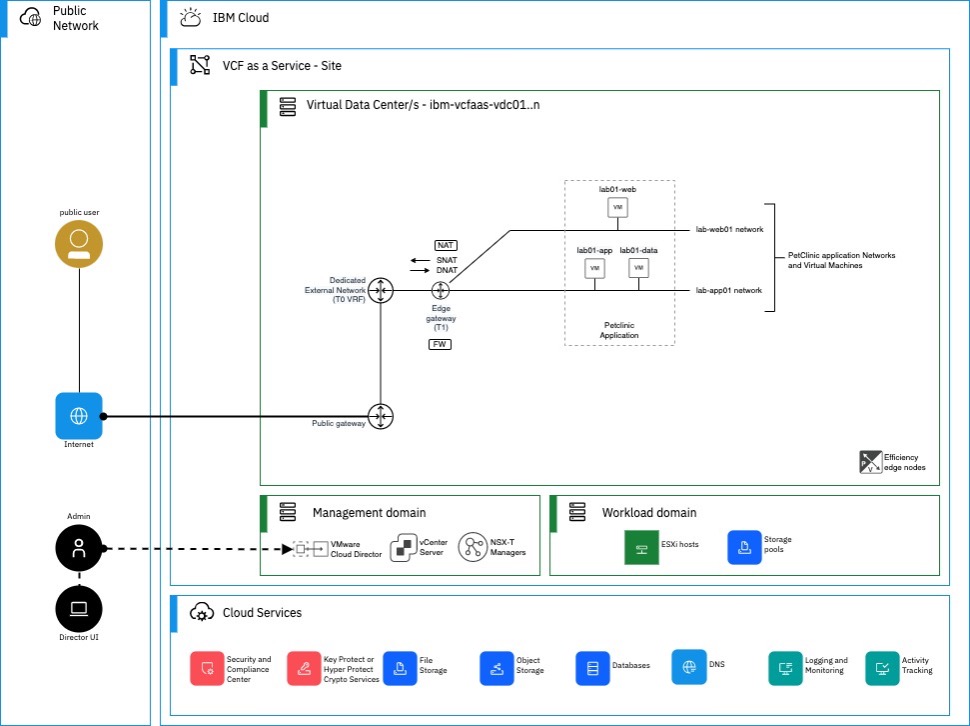 Public
Network
IBM Cloud
VCF as a Service - Site
Virtual Data Center/s - ibm-vcfaas-vdc01..n
public user
Internet
Admin
Director UI
Dedicated
External Network
(T0 VRF)
NAT
SNAT
DNAT
Edge
gateway
(T1)
FW
Public gateway
lab01-web
VM
lab01-app
lab01-data
VM
VM
Petclinic
Application
lab-web01 network
lab-app01 network
PetClinic application Networks
and Virtual Machines
P
V
Efficiency
edge nodes
Management domain
VMware
Cloud Director
vCenter
Server
NSX-T
Managers
Workload domain
ESXi hosts
Storage
pools
Cloud Services
Security and
Compliance
Center
Key Protect or
Hyper Protect
Crypto Services
File
Storage
Object
Storage
Databases
DNS
Logging and
Monitoring
Activity
Tracking